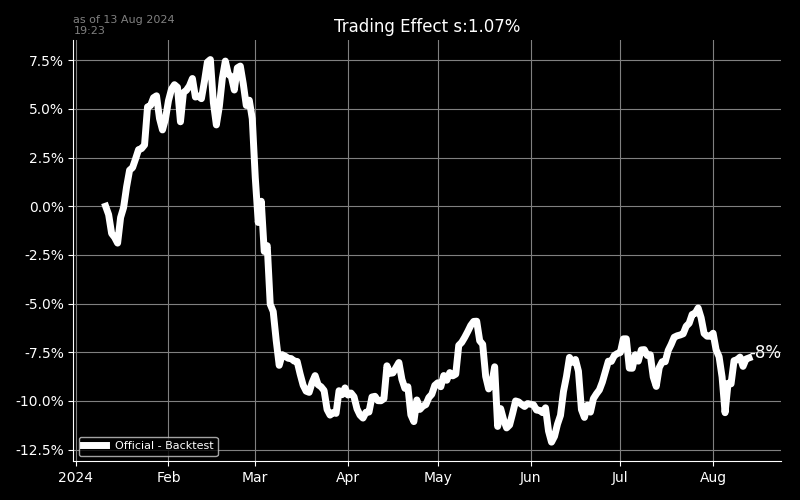 as of 13 Aug 2024
19:23
Trading Effect s:1.07%
7.5%
5.0%
2.5%
0.0%
-2.5%
-5.0%
-7.5%
-10.0%
-12.5%
-8%
Official - Backtest
2024 Feb Mar Apr May Jun Jul Aug